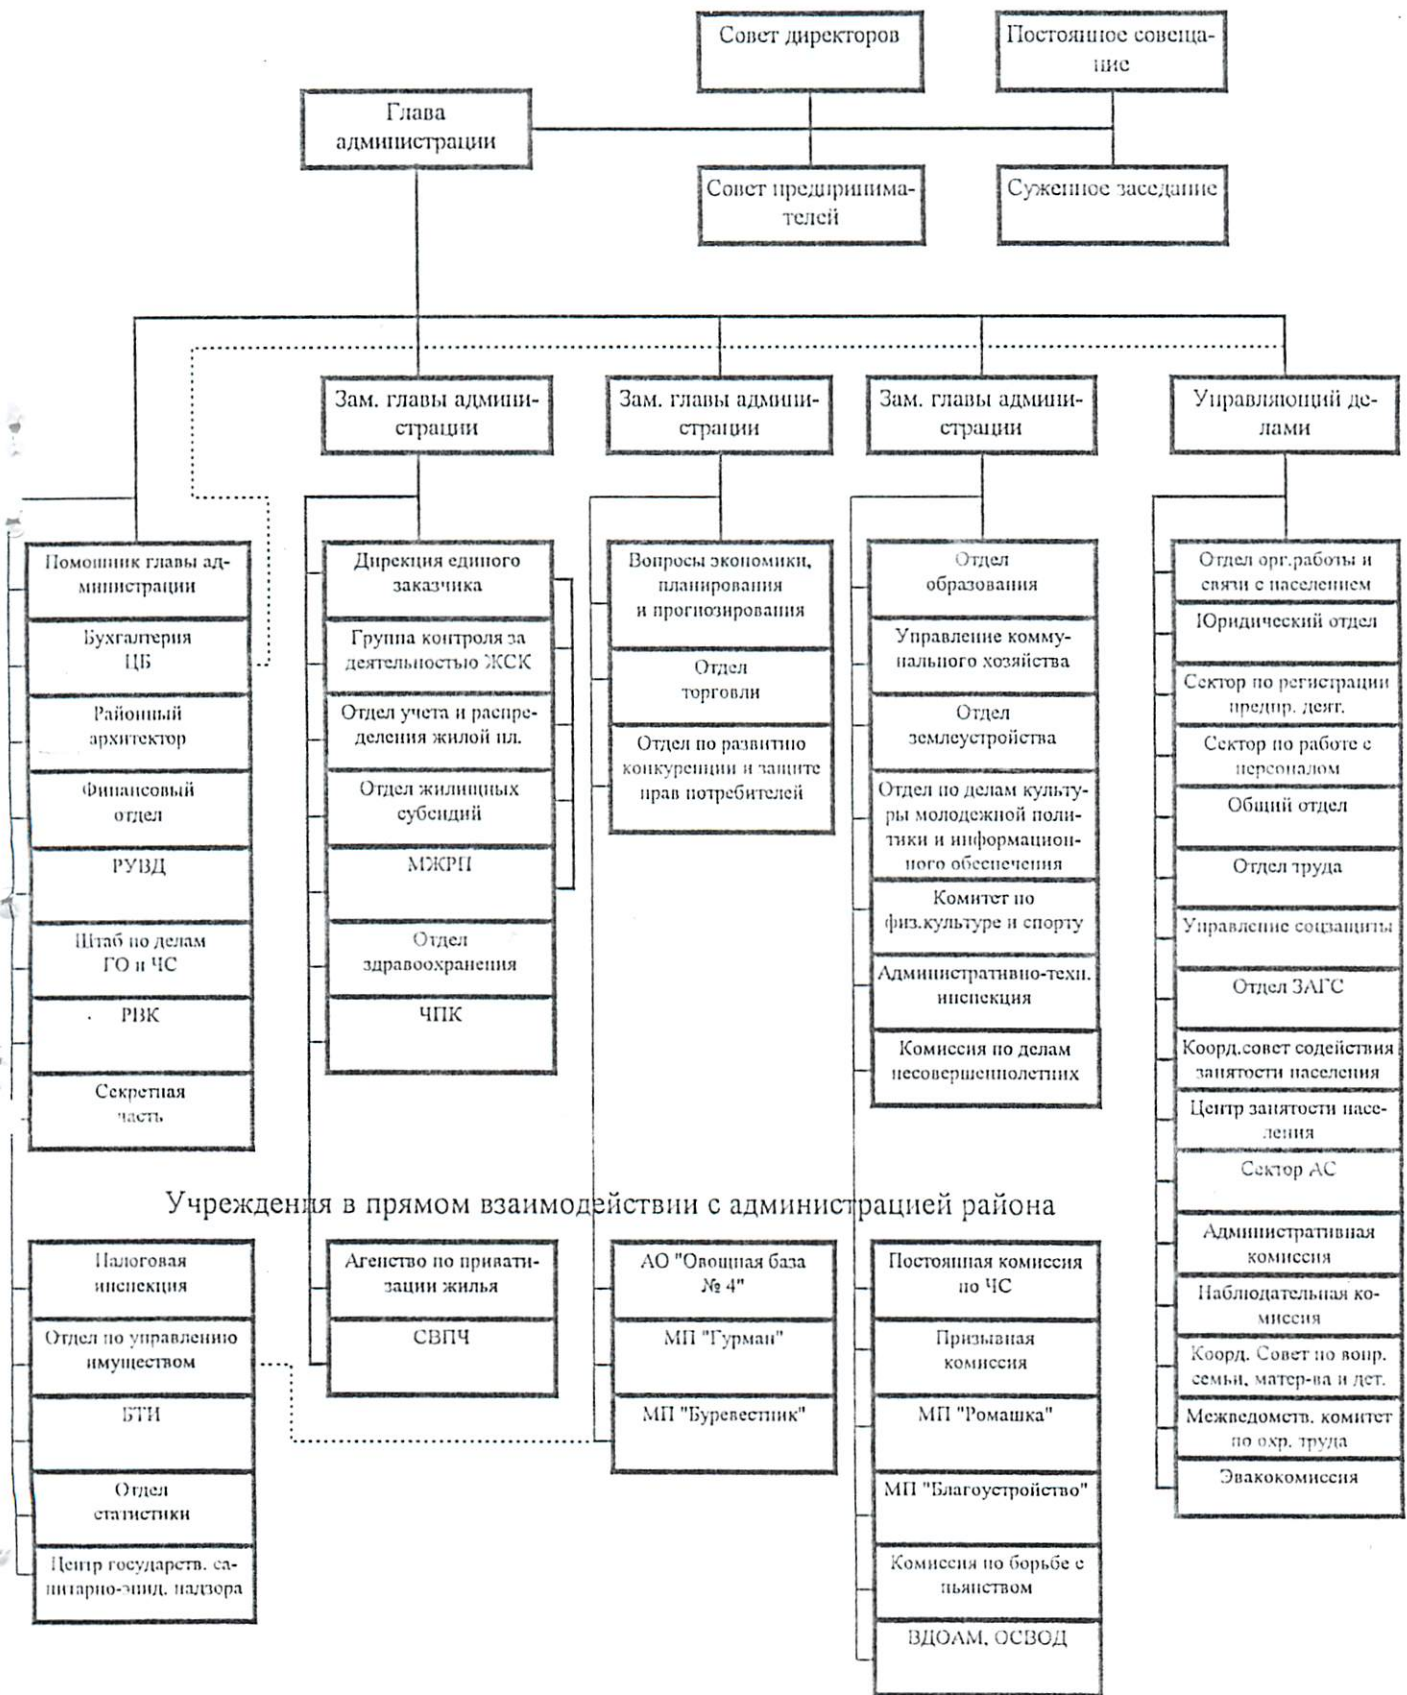 Совет директоров
Постоянное совеща-
ние
Глава
администрации
Совет предпринима-
телей
Суженное заседание
Зам. главы админи-
страции
Зам. главы админи-
страции
Зам. главы админи-
страции
Управляющий де-
лами
Помошник главы ад-
министрации
Бухгалтерия
ЦБ
Районный
архитектор
Финансовый
отдел
РУВД
Штаб по делам
ГО и ЧС
РВК
Секретная
часть
Дирекция единого
заказчика
Группа контроля за
деятельностью ЖСК
Отдел учета и распре-
деления жилой пл.
Отдел жилищных
субсидий
МЖРП
Отдел
здравоохранения
ЧПК
Вопросы экономики,
планирования
и прогнозирования
Отдел
торговли
Отдел по развитию
конкуренции и защите
прав потребителей
Отдел
образования
Управление комму-
нального хозяйства
Отдел
землеустройства
Отдел по делам культу-
ры молодежной поли-
тики и информацион-
ного обеспечения
Комитет по
физ.культуре и спорту
Административно-техн.
инспекция
Комиссия по делам
несовершеннолетних
Отдел орг.работы и
связи с населением
Юридический отдел
Сектор по регистрации
предпр. деят.
Сектор по работе с
персоналом
Общий отдел
Отдел труда
Управление соцзащиты
Отдел ЗАГС
Коорд.совет содействия
занятости населения
Центр занятости насе-
ления
Сектор АС
Административная
комиссия
Наблюдательная ко-
миссия
Коорд. Совет по вопр.
семьи, матер-ва и дет.
Межведомств. комитет
по охр. труда
Эвакокомиссия
Учреждения в прямом взаимодействии с администрацией района
Налоговая
инспекция
Отдел по управлению
имуществом
БТИ
Отдел
статистики
Центр государств. са-
нитарно-эпид. надзора
Агенство по привати-
зации жилья
СВПЧ
АО "Овощная база
№ 4"
МП "Гурман"
МП "Буревестник"
Постоянная комиссия
по ЧС
Призывная
комиссия
МП "Ромашка"
МП "Благоустройство"
Комиссия по борьбе с
пьянством
ВДОАМ, ОСВОД